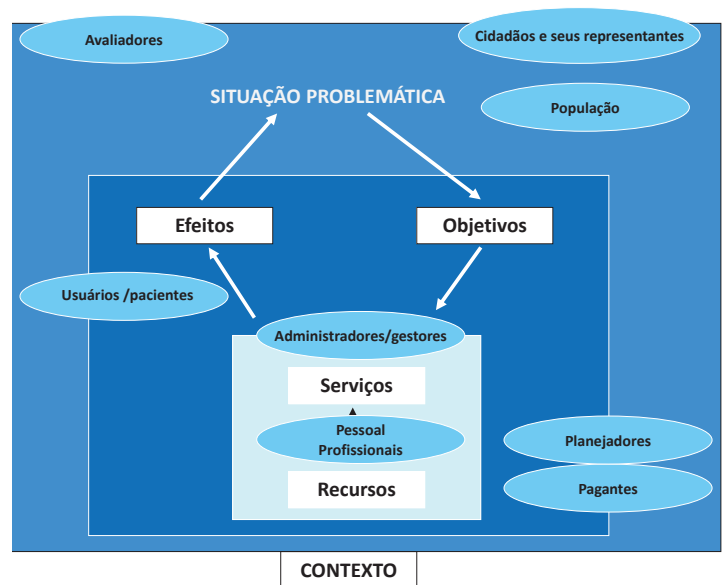 Avaliadores
Cidadãos e seus representantes
SITUAÇÃO PROBLEMÁTICA
População
Efeitos
Objetivos
Usuários /pacientes
Administradores/gestores
Serviços
Pessoal
Profissionais
Planejadores
Recursos
Pagantes
CONTEXTO